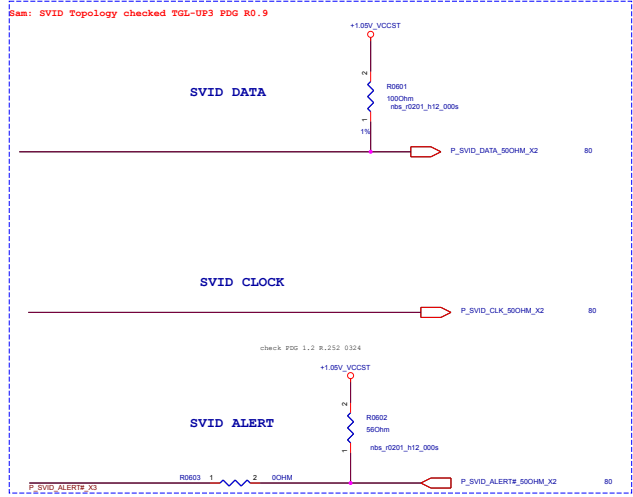 Sam: SVID Topology checked TGL-UP3 PDG R0.9
+1.05V_VCCST
2
R0601
100Ohm
nbs_r0201_h12_000s
1
1%
SVID DATA
P_SVID_DATA_50OHM_X2 80
SVID CLOCK
P_SVID_CLK_50OHM_X2 80
check PDG 1.2 R.252 0324
+1.05V_VCCST
2
R0602
56Ohm
nbs_r0201_h12_000s
1
SVID ALERT
R0603 1 2 0OHM
P_SVID_ALERT#_X3
P_SVID_ALERT#_50OHM_X2 80